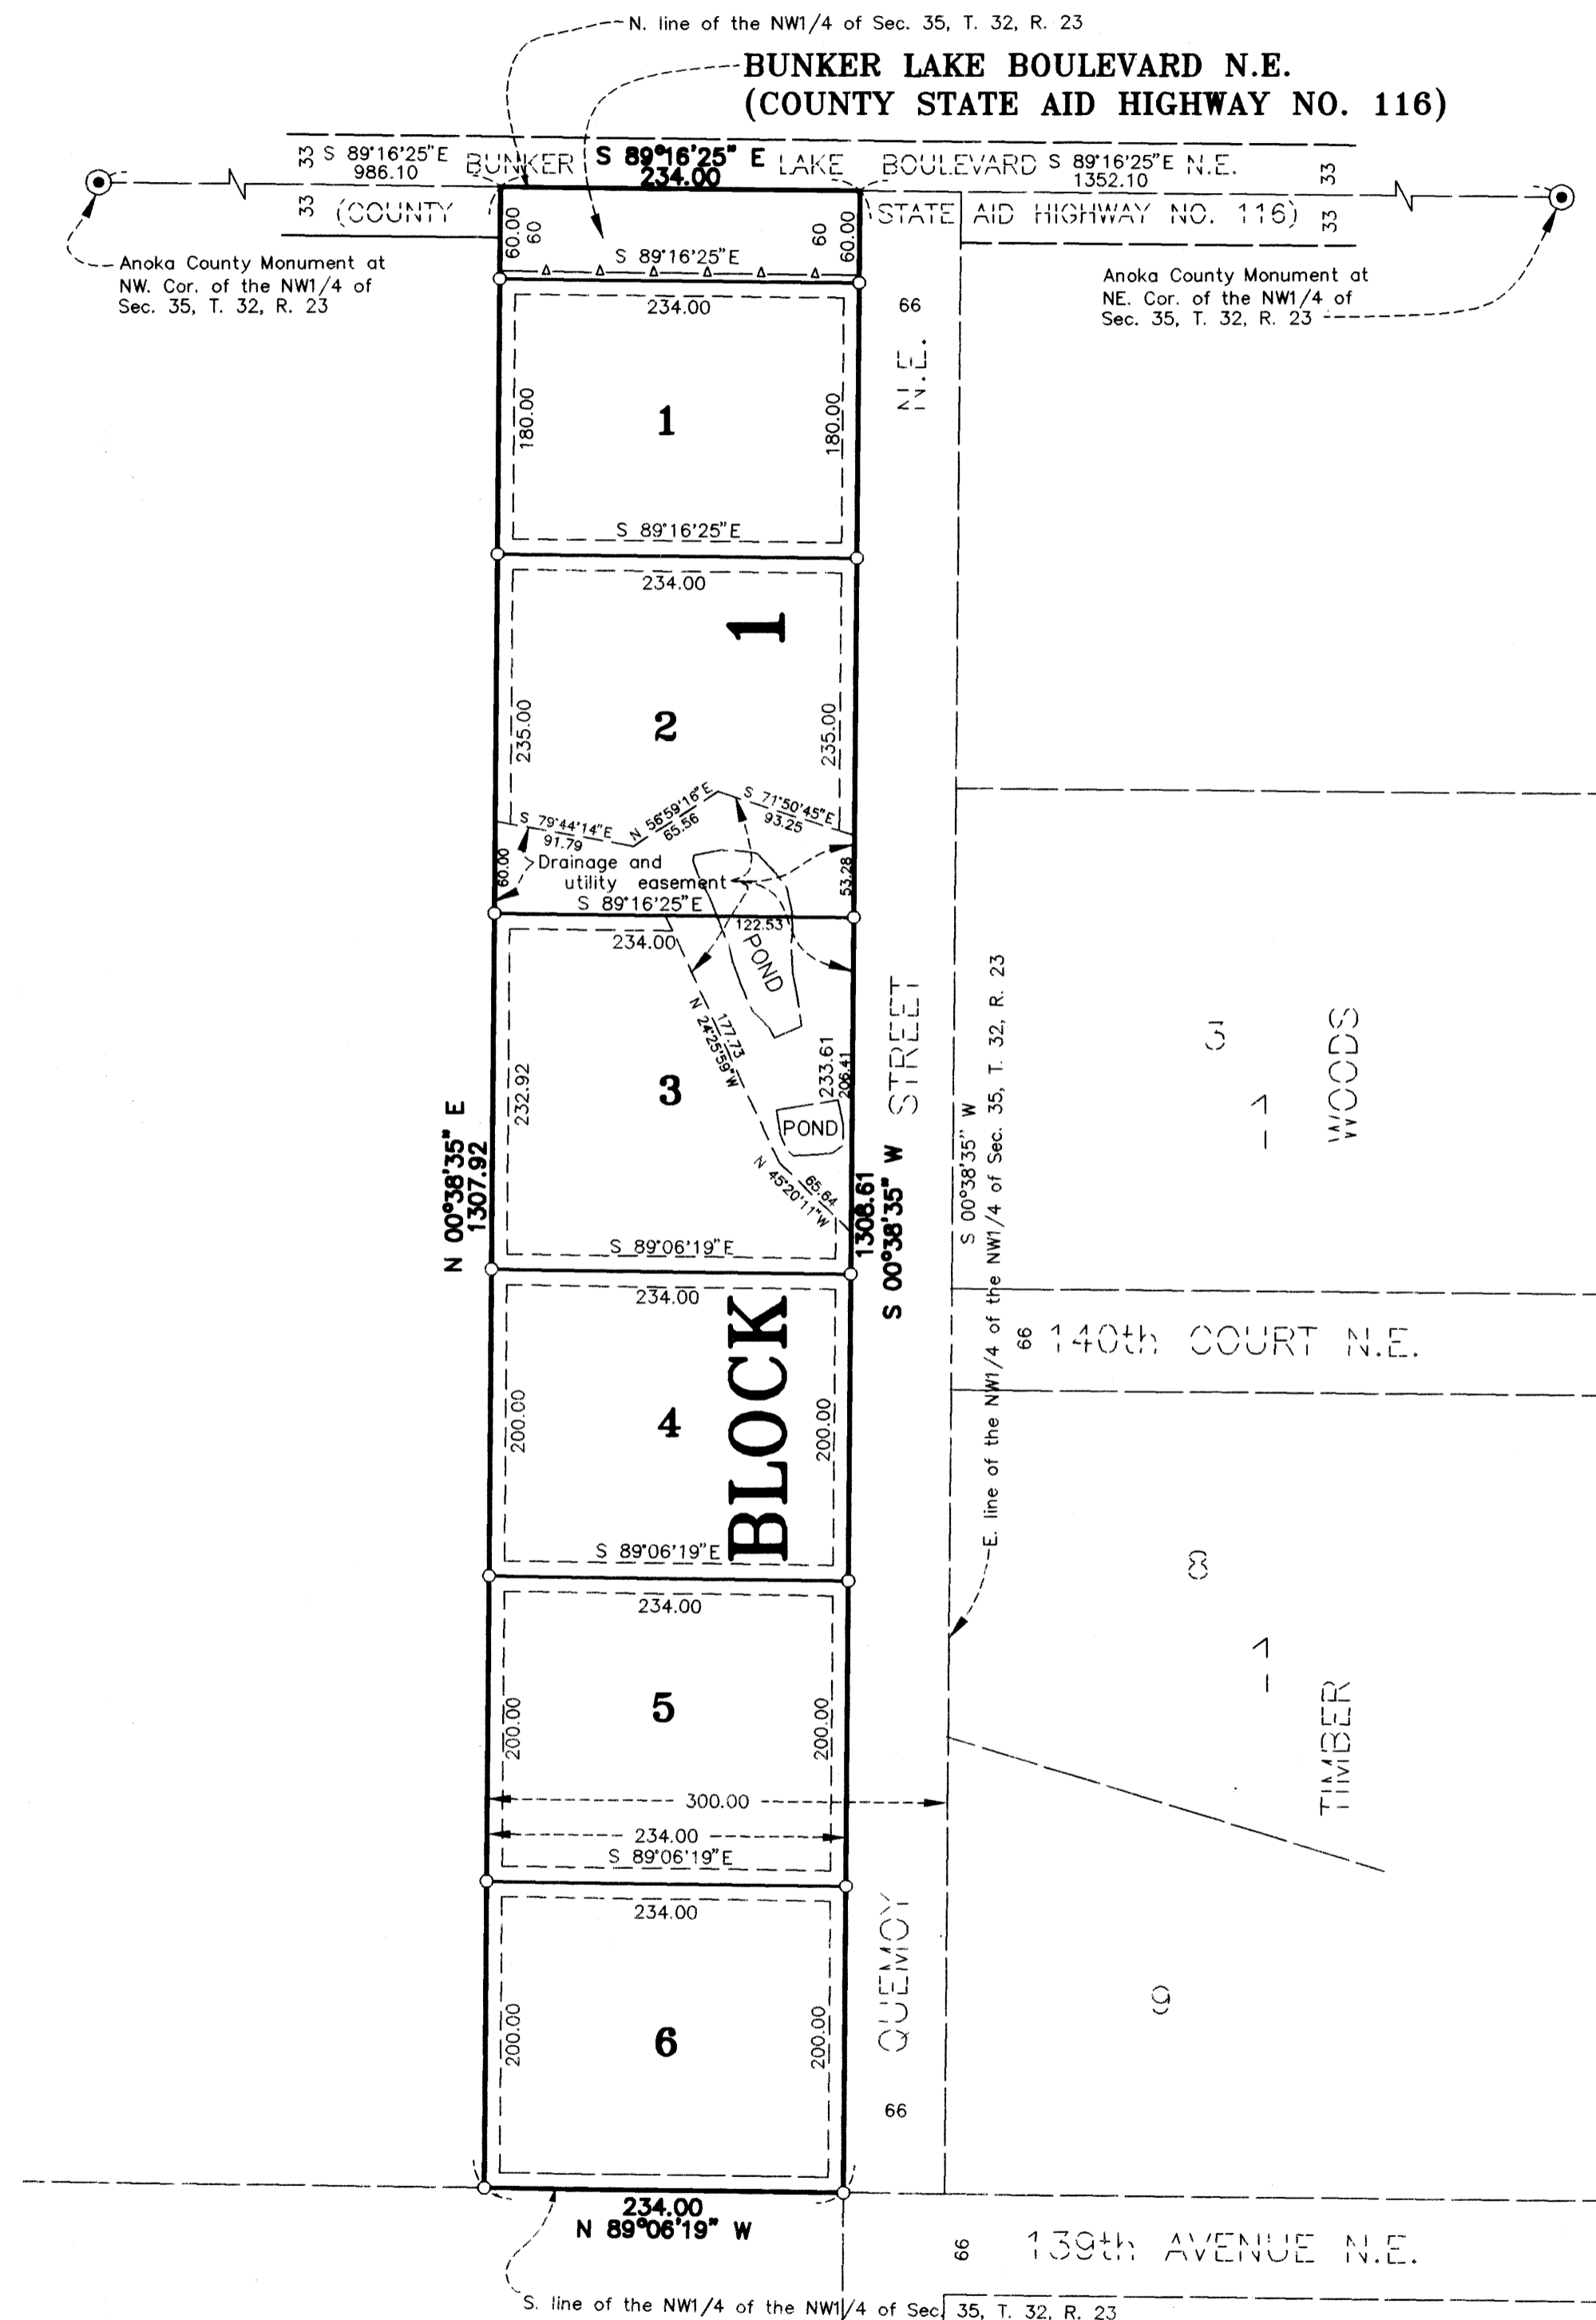 N. line of the NW1/4 of Sec. 35, T. 32, R. 23
BUNKER LAKE BOULEVARD N.E.
(COUNTY STATE AID HIGHWAY NO. 116)
33
S 89°16'25"E
986.10
BUNKER
S 89°16'25" E
234.00
LAKE
BOULEVARD
S 89°16'25"E
1352.10
N.E.
33
33
(COUNTY
STATE AID HIGHWAY NO. 116)
33
60.00
60
60
60.00
S 89°16'25"E
Anoka County Monument at
NW. Cor. of the NW1/4 of
Sec. 35, T. 32, R. 23
Anoka County Monument at
NE. Cor. of the NW1/4 of
Sec. 35, T. 32, R. 23
234.00
66
N.E.
180.00
1
180.00
S 89°16'25"E
234.00
1
235.00
2
235.00
S 79°44'14"E
91.79
N 56°59'16"E
65.56
S 71°50'45"E
93.25
60.00
Drainage and
utility easement
53.28
S 89°16'25"E
122.53
234.00
POND
N 24°25'59"W
177.73
232.92
3
233.61
206.41
POND
N 45°20'11"W
65.64
S 89°06'19"E
N 00°38'35" E
1307.92
1308.61
S 00°38'35" W
STREET
S 00°38'35" W
E. line of the NW1/4 of the NW1/4 of Sec. 35, T. 32, R. 23
5
1
WOODS
234.00
BLOCK
66
140th COURT N.E.
200.00
4
200.00
S 89°06'19"E
234.00
8
1
TIMBER
200.00
5
200.00
300.00
234.00
S 89°06'19"E
234.00
QUEMOY
9
200.00
6
200.00
66
234.00
N 89°06'19" W
66
139th AVENUE N.E.
S. line of the NW1/4 of the NW1/4 of Sec. 35, T. 32, R. 23